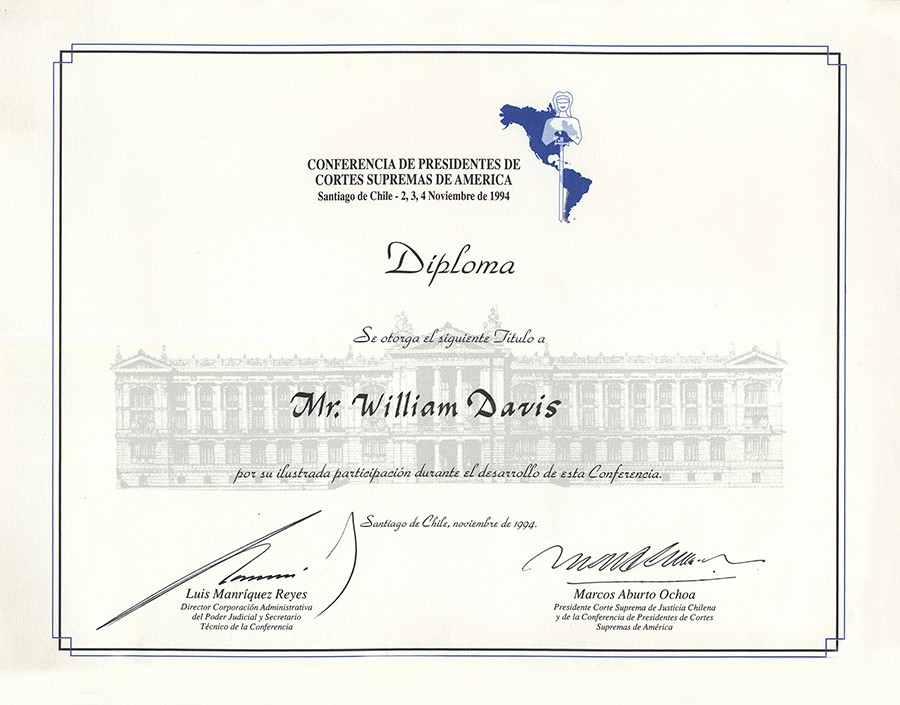 CONFERENCIA DE PRESIDENTES DE
CORTES SUPREMAS DE AMERICA
Santiago de Chile - 2, 3, 4 Noviembre de 1994
Diploma
Se otorga el siguiente Título a
Mr. William Davis
por su ilustrada participación durante el desarrollo de esta Conferencia.
Santiago de Chile, noviembre de 1994.
Luis Manríquez Reyes
Director Corporación Administrativa
del Poder Judicial y Secretario
Técnico de la Conferencia
Marcos Aburto Ochoa
Presidente Corte Suprema de Justicia Chilena
y de la Conferencia de Presidentes de Cortes
Supremas de América